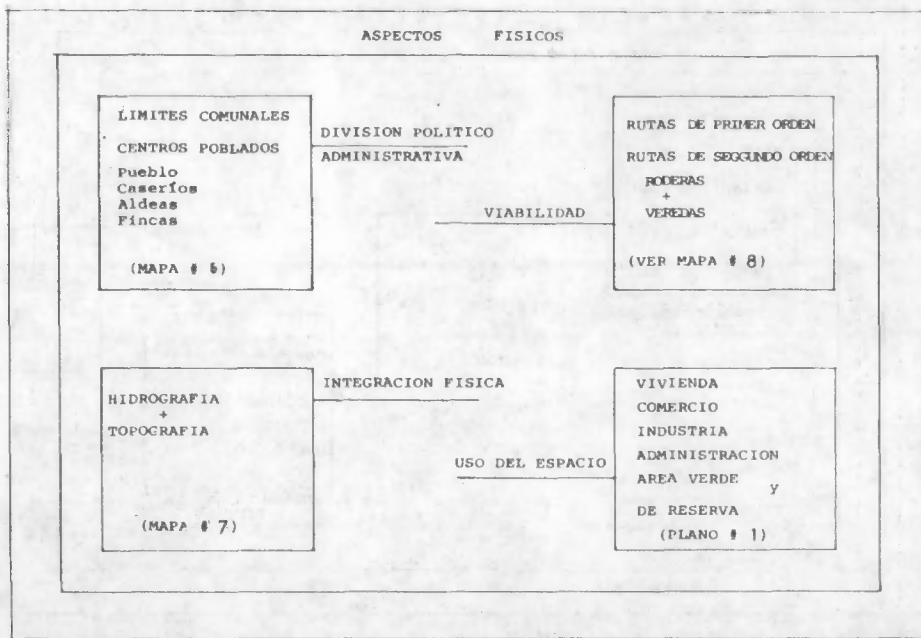 ASPECTOS FISICOS
LIMITES COMUNALES
CENTROS POBLADOS
Pueblo
Caseríos
Aldeas
Fincas
(MAPA #
DIVISION POLITICO
ADMINISTRATIVA
VIABILIDAD
RUTAS DE PRIMER ORDEN
RUTAS DE SEGGUNDO ORDEN
RODERAS
+
VEREDAS
(VER MAPA # 8)
HIDROGRAFIA
+
TOPOGRAFIA
(MAPA # 7)
INTEGRACION FISICA
USO DEL ESPACIO
VIVIENDA
COMERCIO
INDUSTRIA
ADMINISTRACION
AREA VERDE y
DE RESERVA
(PLANO # 1)